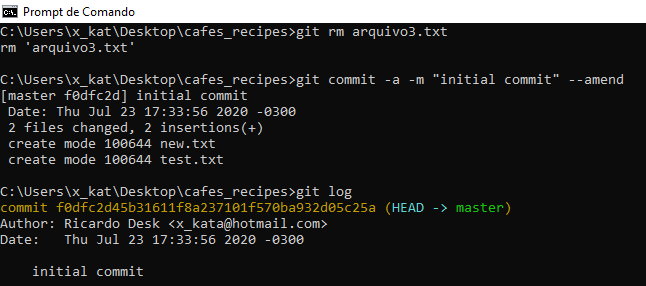 Prompt de Comando
C:\Users\x_kat\Desktop\cafes_recipes>git rm arquivo3.txt
rm 'arquivo3.txt'
C:\Users\x_kat\Desktop\cafes_recipes>git commit -a -m "initial commit" --amend
[master f0dfc2d] initial commit
 Date: Thu Jul 23 17:33:56 2020 -0300
 2 files changed, 2 insertions(+)
 create mode 100644 new.txt
 create mode 100644 test.txt
C:\Users\x_kat\Desktop\cafes_recipes>git log
commit f0dfc2d45b31611f8a237101f570ba932d05c25a (HEAD -> master)
Author: Ricardo Desk <x_kata@hotmail.com>
Date:   Thu Jul 23 17:33:56 2020 -0300
    initial commit